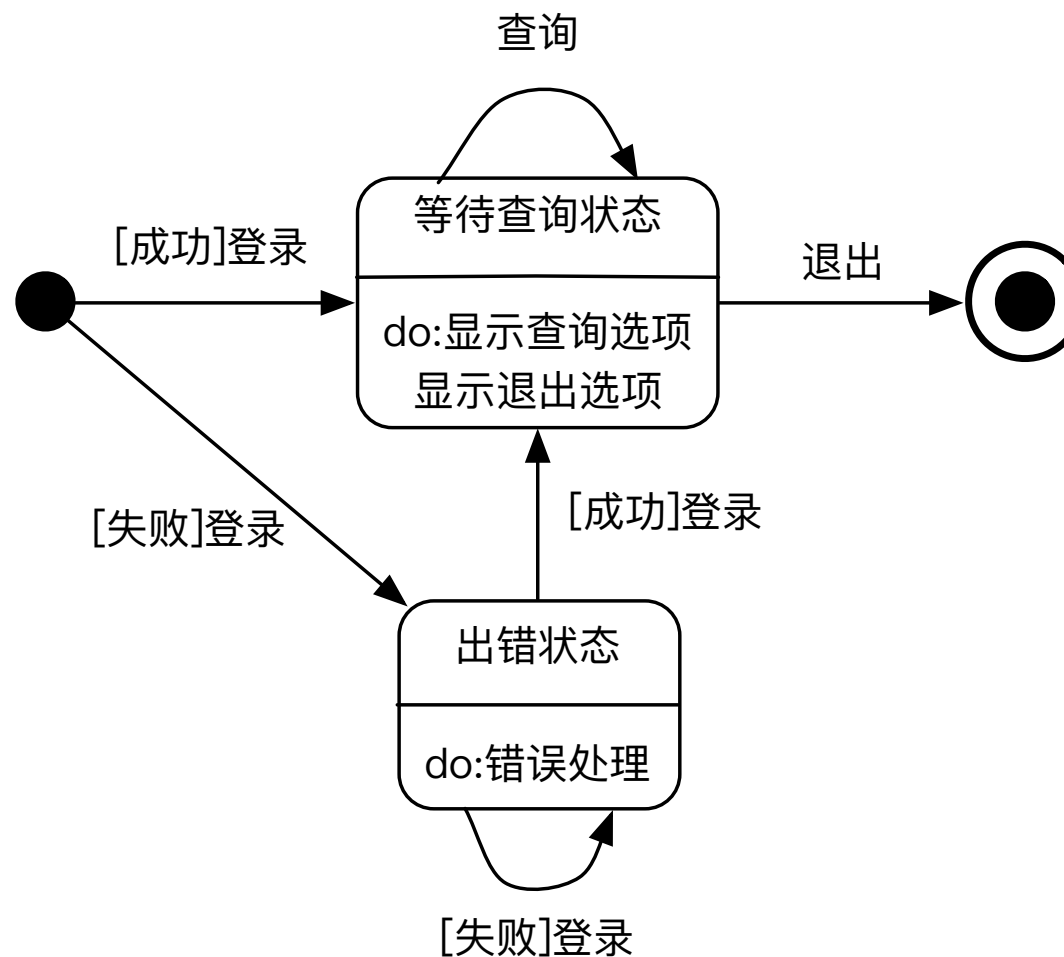 查询
等待查询状态
[成功]登录
退出
do:显示查询选项
显示退出选项
[成功]登录
[失败]登录
出错状态
do:错误处理
[失败]登录